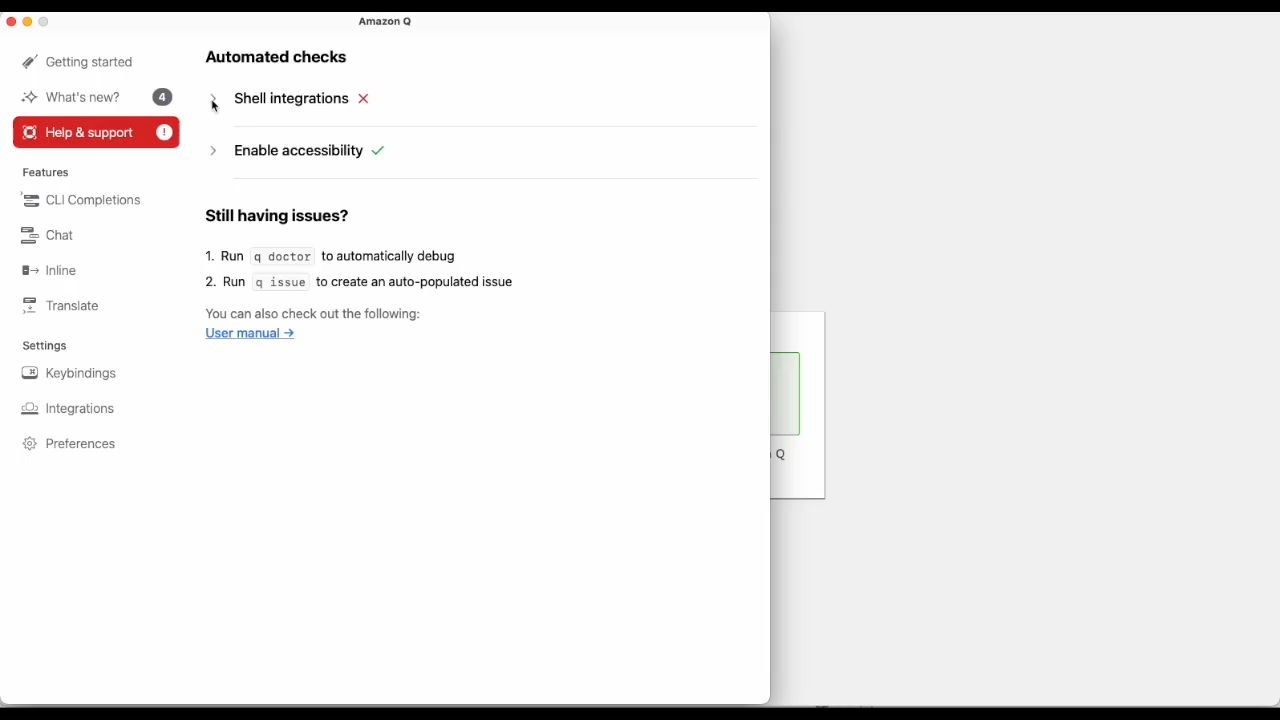 Amazon Q
Getting started
What's new? 4
Help & support !
Features
CLI Completions
Chat
Inline
Translate
Settings
Keybindings
Integrations
Preferences
Automated checks
Shell integrations
Enable accessibility
Still having issues?
1. Run q doctor to automatically debug
2. Run q issue to create an auto-populated issue
You can also check out the following:
User manual →
Q